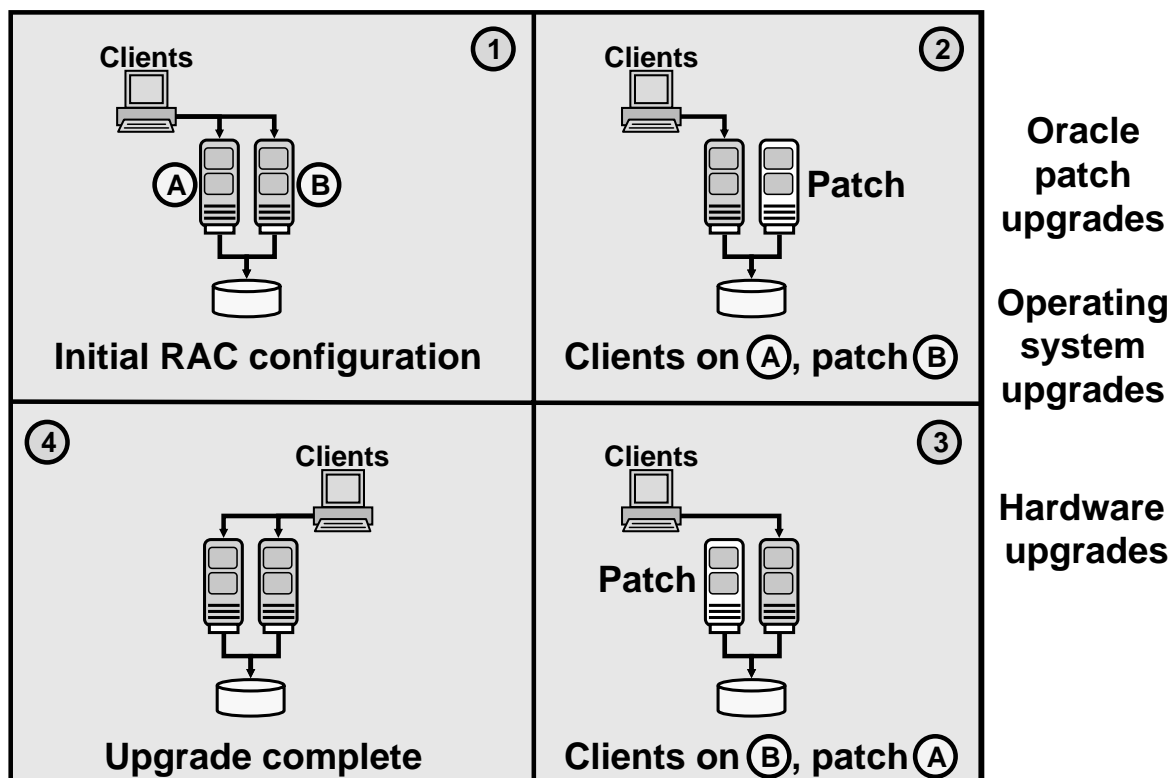 1
Clients
A
B
Initial RAC configuration
2
Clients
Patch
Clients on A, patch B
4
Clients
Upgrade complete
3
Clients
Patch
Clients on B, patch A
Oracle
patch
upgrades
Operating
system
upgrades
Hardware
upgrades